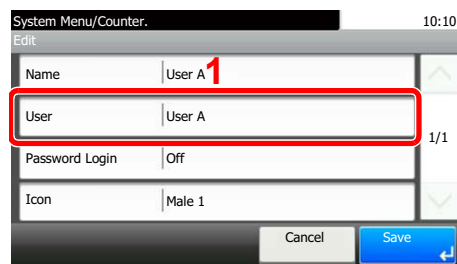 System Menu/Counter. 10:10
Edit
Name User A 1
User User A
1/1
Password Login Off
Icon Male 1
Cancel Save